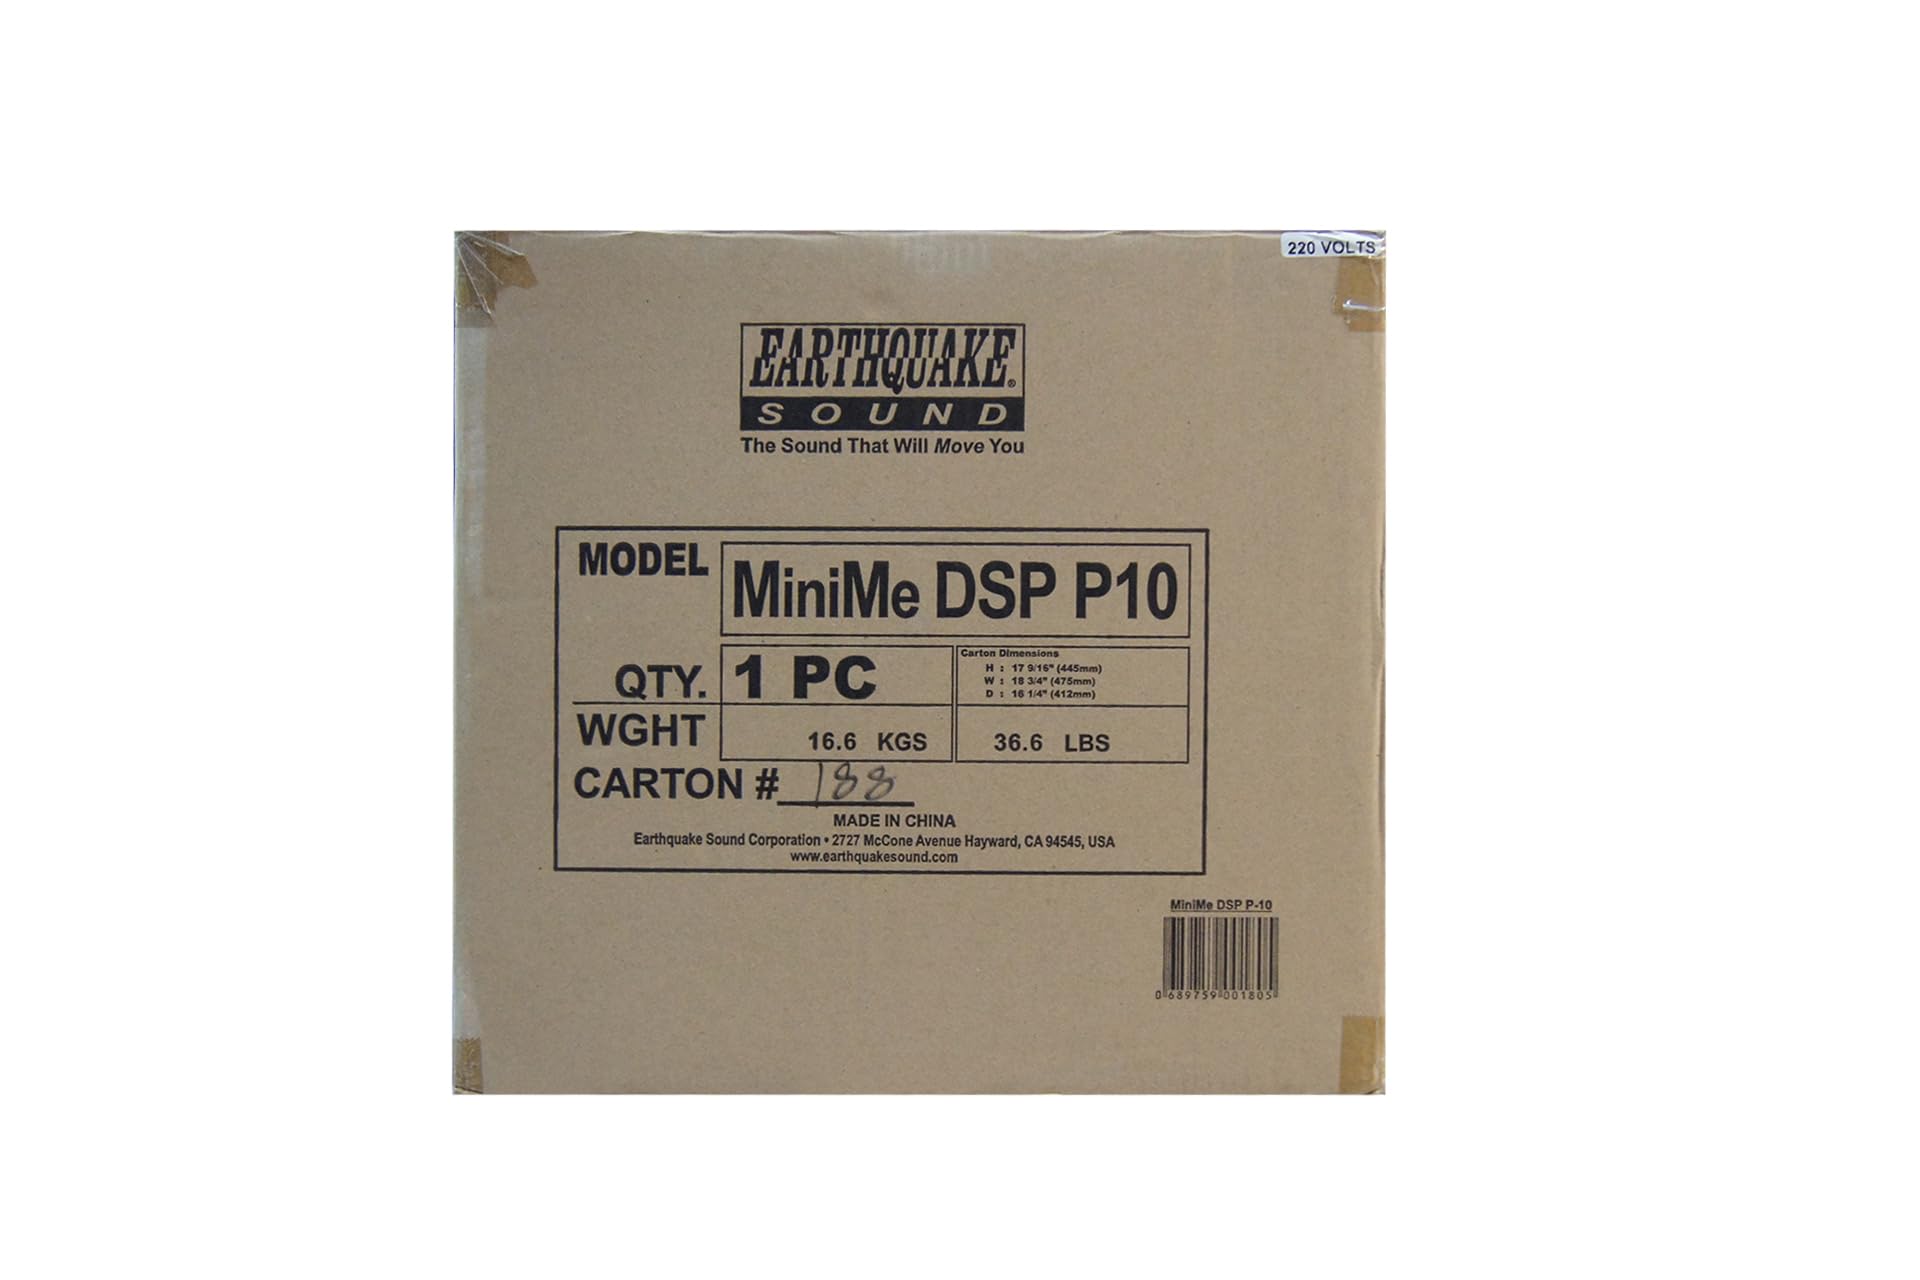 220 VOLTS
EARTHQUAKE®
SOUND
The Sound That Will Move You
MODEL MiniMe DSP P10
QTY. 1 PC
Carton Dimensions
H : 17 9/16" (445mm)
W : 18 3/4" (475mm)
D : 16 1/4" (412mm)
WGHT 16.6 KGS 36.6 LBS
CARTON # 188
MADE IN CHINA
Earthquake Sound Corporation • 2727 McCone Avenue Hayward, CA 94545, USA
www.earthquakesound.com
MiniMe DSP P-10
0 689759 001805